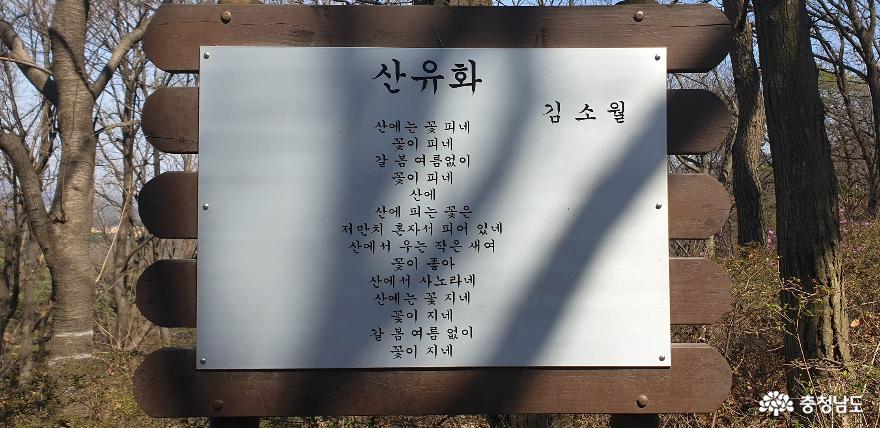 산유화
김소월
산에는 꽃 피네
꽃이 피네
갈 봄 여름없이
꽃이 피네
산에
산에 피는 꽃은
저만치 혼자서 피어 있네
산에서 우는 작은 새여
꽃이 좋아
산에서 사노라네
산에는 꽃 지네
꽃이 지네
갈 봄 여름 없이
꽃이 지네
충청남도